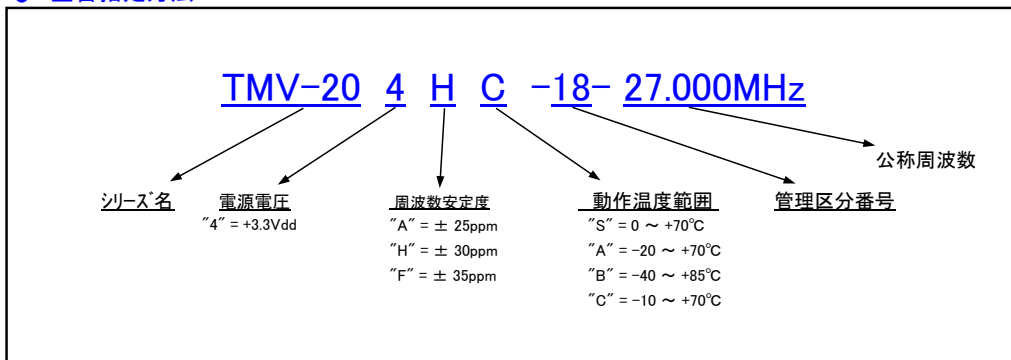 TMV-20 4 H C -18- 27.000MHz
公称周波数
ｼﾘｰｽﾞ名 電源電圧 周波数安定度 動作温度範囲 管理区分番号
"4" = +3.3Vdd "A" = ± 25ppm "S" = 0 ～ +70℃
"H" = ± 30ppm "A" = -20 ～ +70℃
"F" = ± 35ppm "B" = -40 ～ +85℃
"C" = -10 ～ +70℃